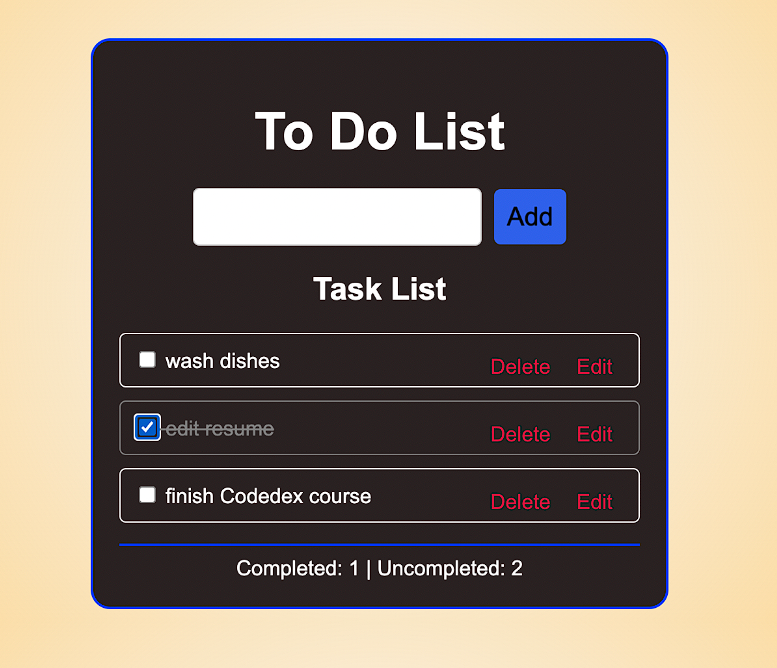 To Do List
Add
Task List
wash dishes Delete Edit
edit resume Delete Edit
finish Codedex course Delete Edit
Completed: 1 | Uncompleted: 2